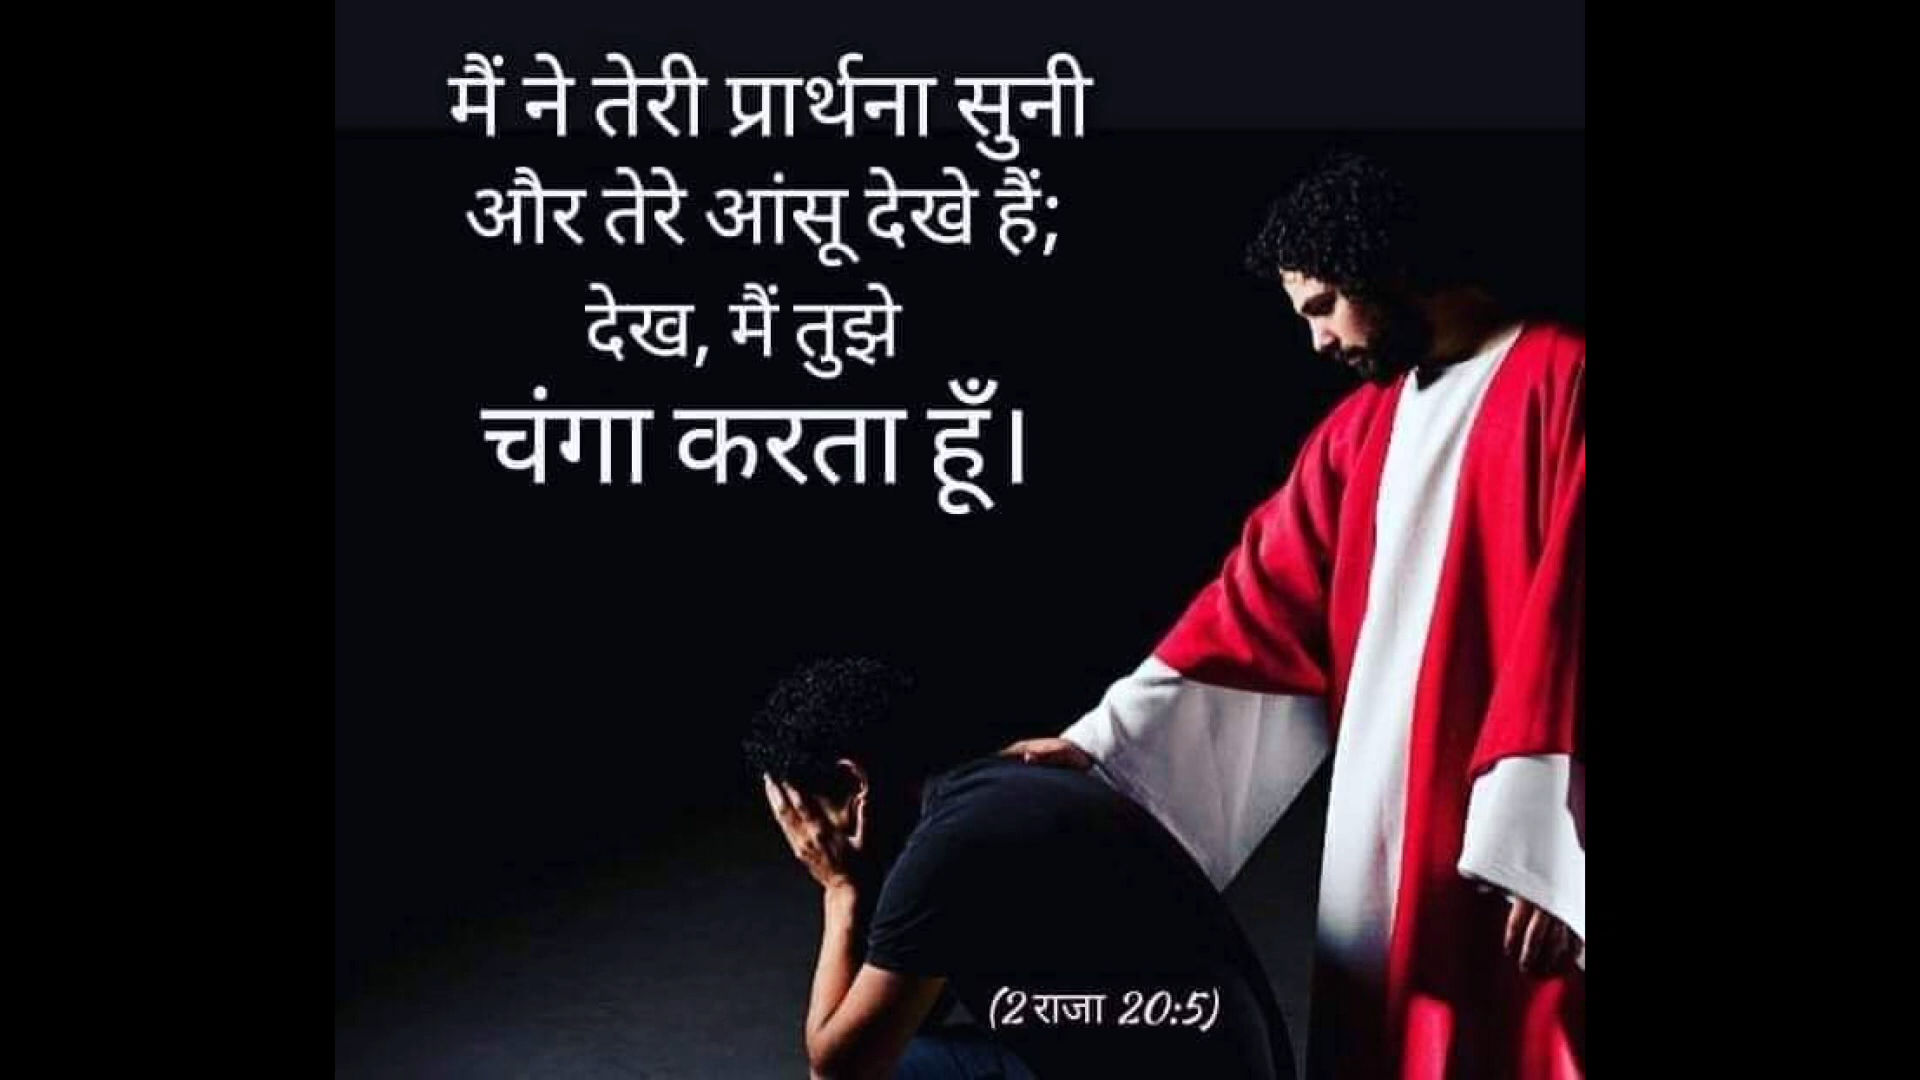 मैं ने तेरी प्रार्थना सुनी
और तेरे आंसू देखे हैं;
देख, मैं तुझे
चंगा करता हूँ।
(2 राजा 20:5)